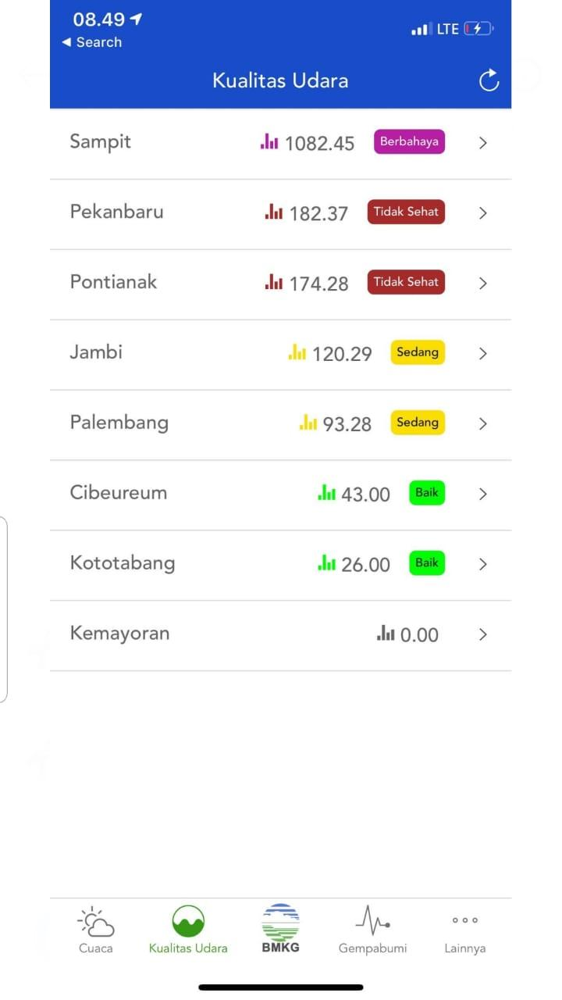 08.49
LTE
◀ Search
Kualitas Udara
Sampit 1082.45 Berbahaya
Pekanbaru 182.37 Tidak Sehat
Pontianak 174.28 Tidak Sehat
Jambi 120.29 Sedang
Palembang 93.28 Sedang
Cibeureum 43.00 Baik
Kototabang 26.00 Baik
Kemayoran 0.00
Cuaca Kualitas Udara BMKG Gempabumi Lainnya